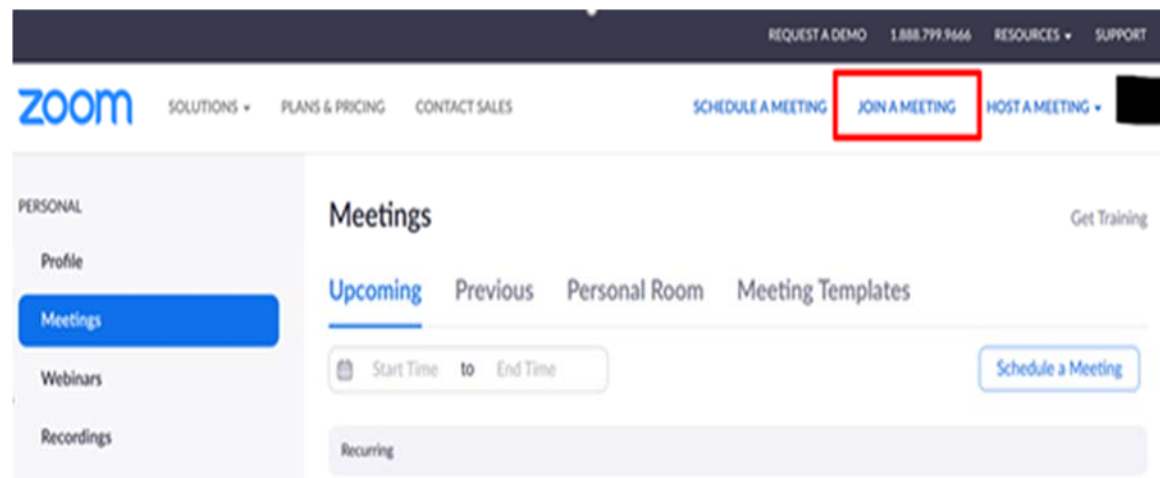 REQUEST A DEMO 1.888.799.9666 RESOURCES SUPPORT
zoom SOLUTIONS PLANS & PRICING CONTACT SALES SCHEDULE A MEETING JOIN A MEETING HOST A MEETING
PERSONAL
Profile
Meetings
Webinars
Recordings
Meetings Get Training
Upcoming Previous Personal Room Meeting Templates
Start Time to End Time Schedule a Meeting
Recurring